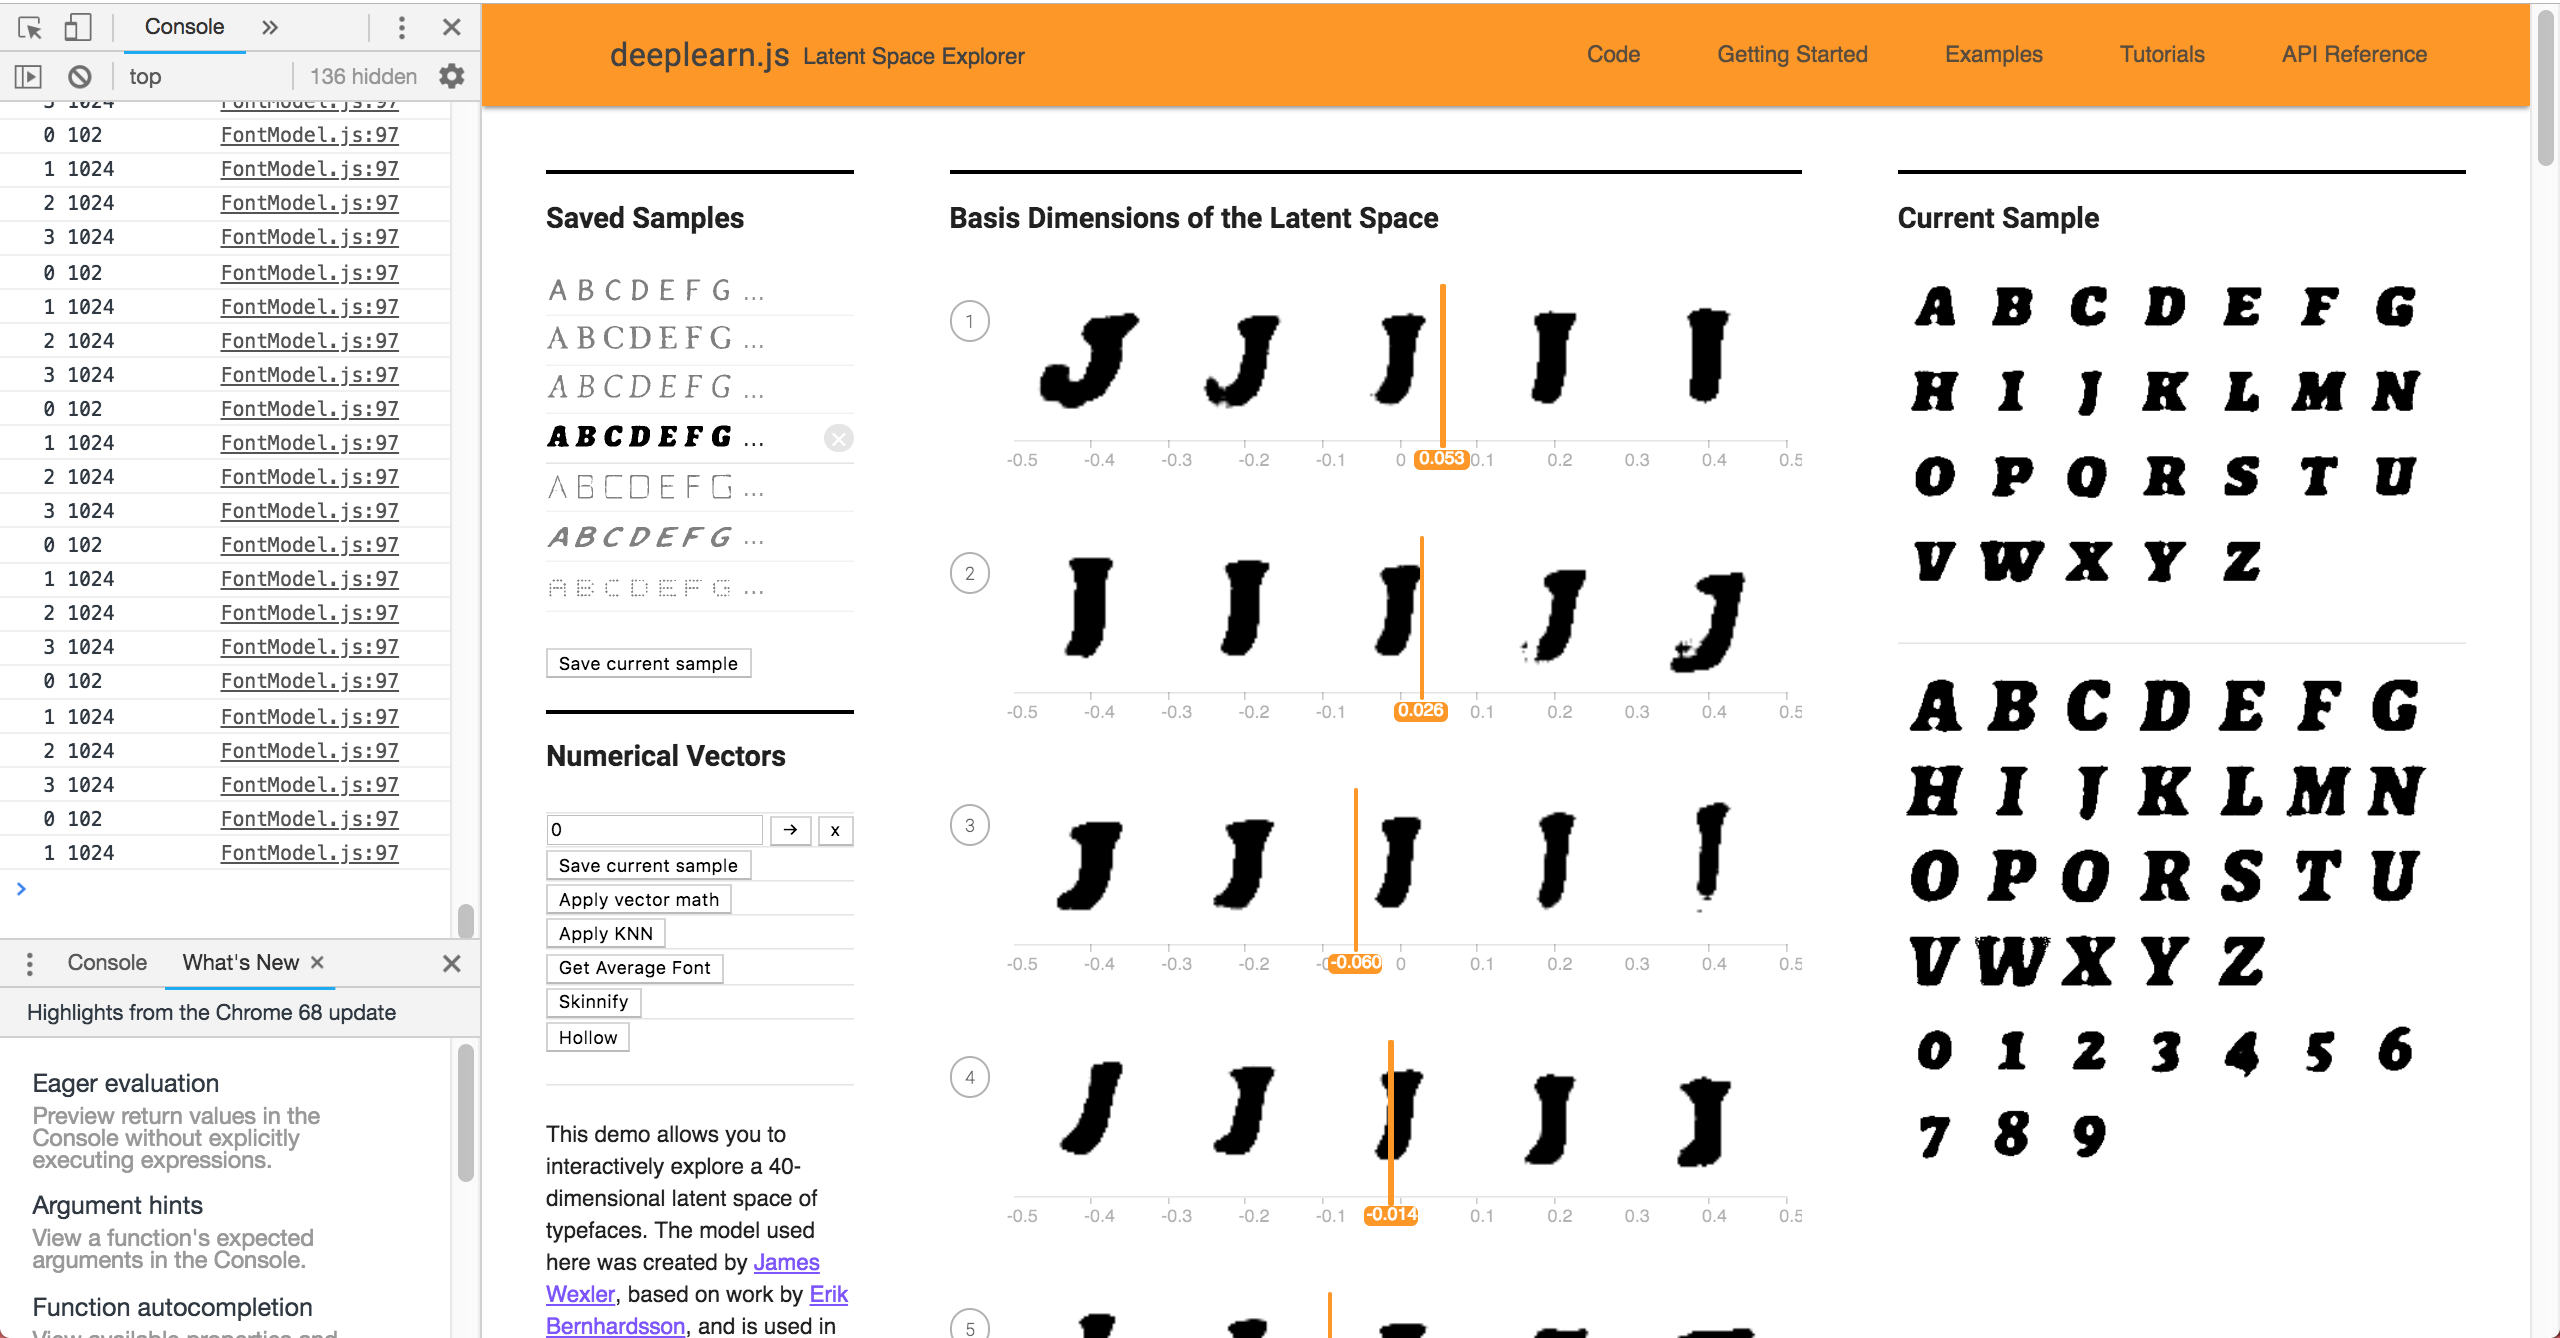 Console
top
136 hidden
3 1024 FontModel.js:97
0 102 FontModel.js:97
1 1024 FontModel.js:97
2 1024 FontModel.js:97
3 1024 FontModel.js:97
0 102 FontModel.js:97
1 1024 FontModel.js:97
2 1024 FontModel.js:97
3 1024 FontModel.js:97
0 102 FontModel.js:97
1 1024 FontModel.js:97
2 1024 FontModel.js:97
3 1024 FontModel.js:97
0 102 FontModel.js:97
1 1024 FontModel.js:97
2 1024 FontModel.js:97
3 1024 FontModel.js:97
0 102 FontModel.js:97
1 1024 FontModel.js:97
2 1024 FontModel.js:97
3 1024 FontModel.js:97
0 102 FontModel.js:97
1 1024 FontModel.js:97
Console What's New ×
Highlights from the Chrome 68 update
Eager evaluation
Preview return values in the
Console without explicitly
executing expressions.
Argument hints
View a function's expected
arguments in the Console.
Function autocompletion
View available properties and
deeplearn.js Latent Space Explorer
Code Getting Started Examples Tutorials API Reference
Saved Samples
A B C D E F G ...
A B C D E F G ...
A B C D E F G ...
A B C D E F G ...
A B C D E F G ...
A B C D E F G ...
A B C D E F G ...
Save current sample
Numerical Vectors
0 → x
Save current sample
Apply vector math
Apply KNN
Get Average Font
Skinnify
Hollow
This demo allows you to
interactively explore a 40-
dimensional latent space of
typefaces. The model used
here was created by James
Wexler, based on work by Erik
Bernhardsson, and is used in
Basis Dimensions of the Latent Space
1
J J J J J
-0.5 -0.4 -0.3 -0.2 -0.1 0 0.053 0.1 0.2 0.3 0.4 0.5
2
J J J J J
-0.5 -0.4 -0.3 -0.2 -0.1 0.026 0.1 0.2 0.3 0.4 0.5
3
J J J J J
-0.5 -0.4 -0.3 -0.2 -0.060 0 0.1 0.2 0.3 0.4 0.5
4
J J J J J
-0.5 -0.4 -0.3 -0.2 -0.1 -0.014 0.1 0.2 0.3 0.4 0.5
5
Current Sample
A B C D E F G
H I J K L M N
O P Q R S T U
V W X Y Z
A B C D E F G
H I J K L M N
O P Q R S T U
V W X Y Z
0 1 2 3 4 5 6
7 8 9